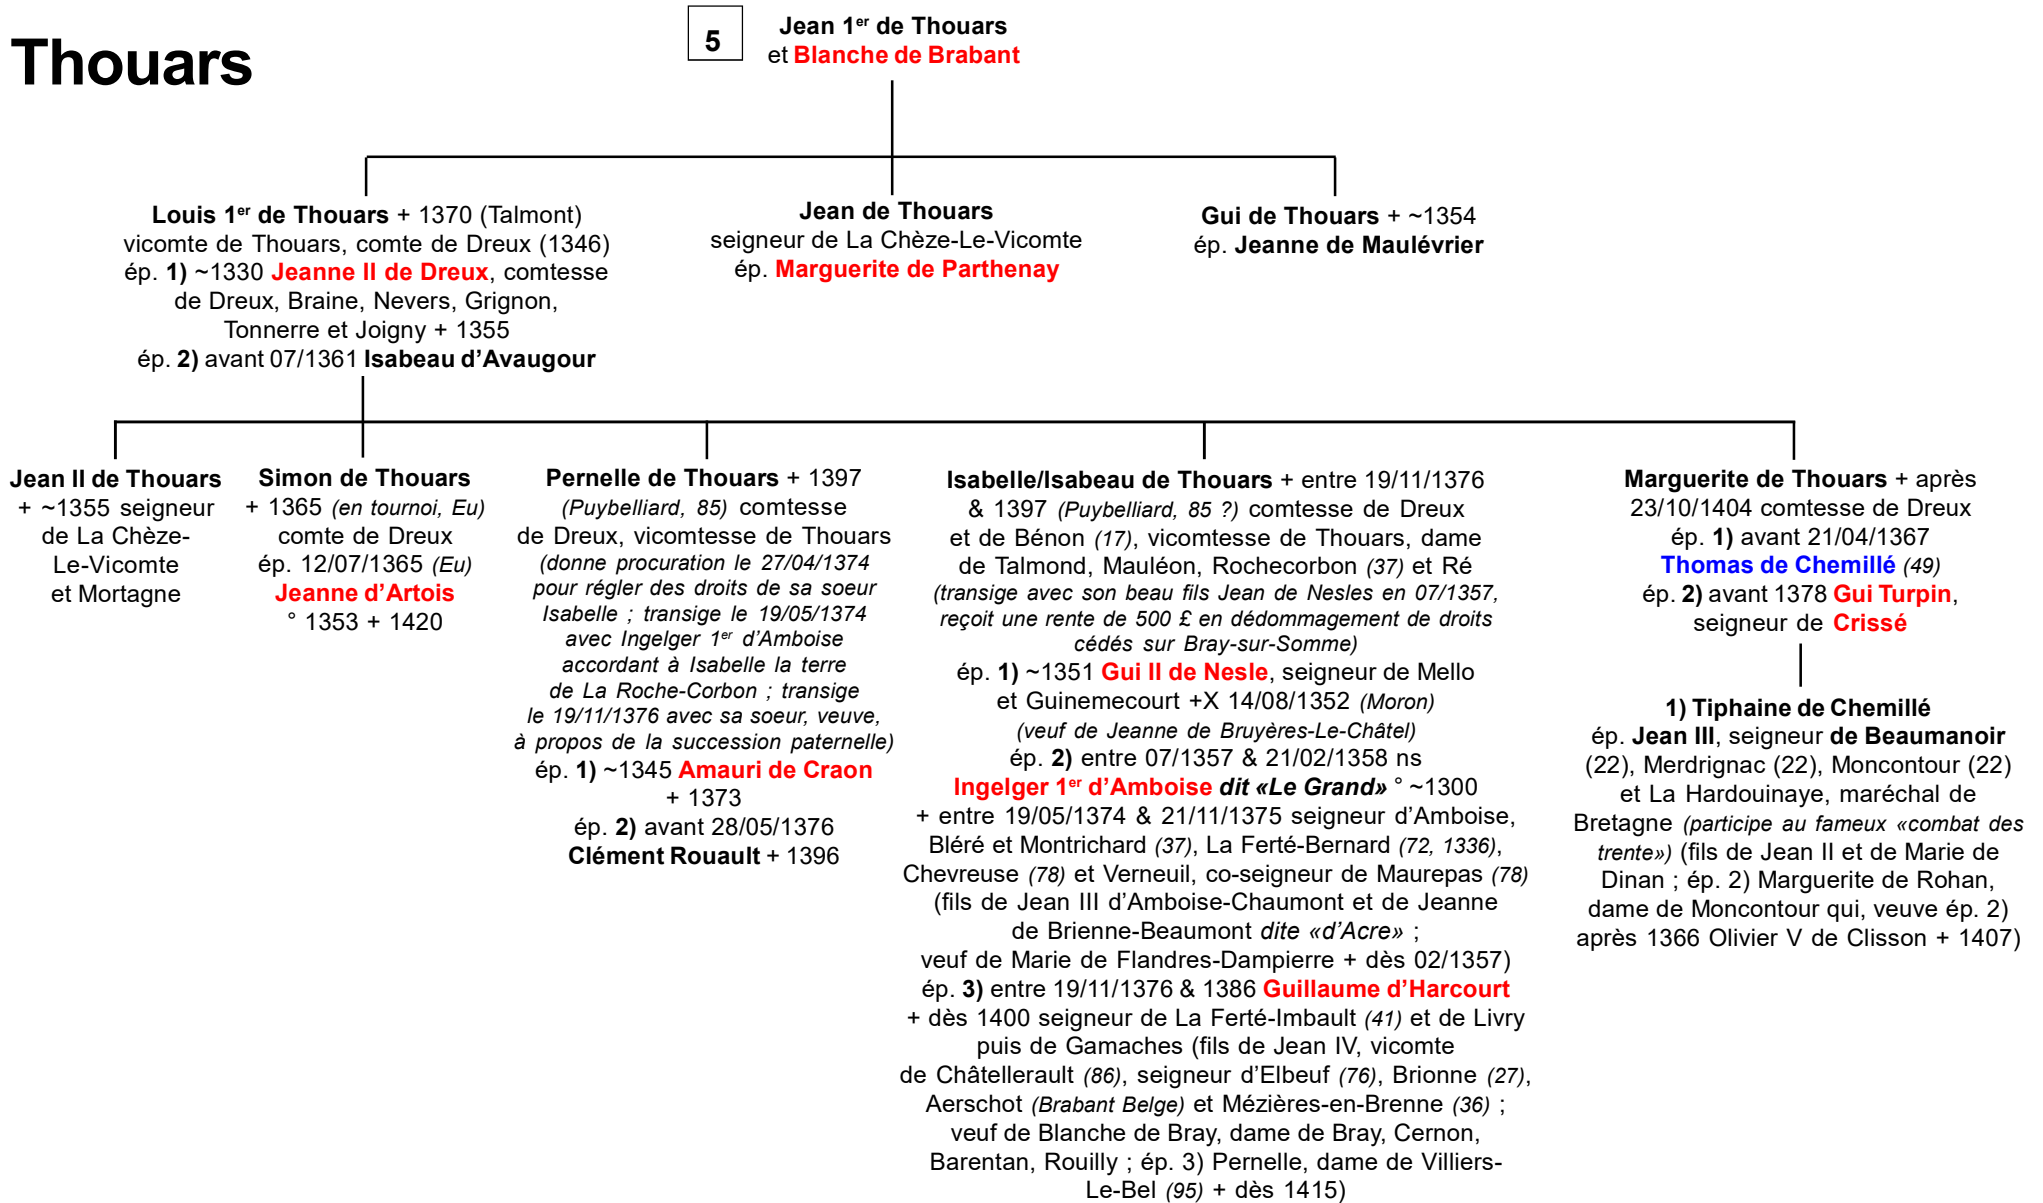 Thouars
5
Jean 1er de Thouars
et Blanche de Brabant
Louis 1er de Thouars + 1370 (Talmont)
vicomte de Thouars, comte de Dreux (1346)
ép. 1) ~1330 Jeanne II de Dreux, comtesse
de Dreux, Braine, Nevers, Grignon,
Tonnerre et Joigny + 1355
ép. 2) avant 07/1361 Isabeau d’Avaugour
Jean de Thouars
seigneur de La Chèze-Le-Vicomte
ép. Marguerite de Parthenay
Gui de Thouars + ~1354
ép. Jeanne de Maulévrier
Jean II de Thouars
+ ~1355 seigneur
de La Chèze-
Le-Vicomte
et Mortagne
Simon de Thouars
+ 1365 (en tournoi, Eu)
comte de Dreux
ép. 12/07/1365 (Eu)
Jeanne d’Artois
° 1353 + 1420
Pernelle de Thouars + 1397
(Puybelliard, 85) comtesse
de Dreux, vicomtesse de Thouars
(donne procuration le 27/04/1374
pour régler des droits de sa soeur
Isabelle ; transige le 19/05/1374
avec Ingelger 1er d’Amboise
accordant à Isabelle la terre
de La Roche-Corbon ; transige
le 19/11/1376 avec sa soeur, veuve,
à propos de la succession paternelle)
ép. 1) ~1345 Amauri de Craon
+ 1373
ép. 2) avant 28/05/1376
Clément Rouault + 1396
Isabelle/Isabeau de Thouars + entre 19/11/1376
& 1397 (Puybelliard, 85 ?) comtesse de Dreux
et de Bénon (17), vicomtesse de Thouars, dame
de Talmond, Mauléon, Rochecorbon (37) et Ré
(transige avec son beau fils Jean de Nesles en 07/1357,
reçoit une rente de 500 £ en dédommagement de droits
cédés sur Bray-sur-Somme)
ép. 1) ~1351 Gui II de Nesle, seigneur de Mello
et Guinemecourt +X 14/08/1352 (Moron)
(veuf de Jeanne de Bruyères-Le-Châtel)
ép. 2) entre 07/1357 & 21/02/1358 ns
Ingelger 1er d’Amboise dit «Le Grand» ° ~1300
+ entre 19/05/1374 & 21/11/1375 seigneur d’Amboise,
Bléré et Montrichard (37), La Ferté-Bernard (72, 1336),
Chevreuse (78) et Verneuil, co-seigneur de Maurepas (78)
(fils de Jean III d’Amboise-Chaumont et de Jeanne
de Brienne-Beaumont dite «d’Acre» ;
veuf de Marie de Flandres-Dampierre + dès 02/1357)
ép. 3) entre 19/11/1376 & 1386 Guillaume d’Harcourt
+ dès 1400 seigneur de La Ferté-Imbault (41) et de Livry
puis de Gamaches (fils de Jean IV, vicomte
de Châtellerault (86), seigneur d’Elbeuf (76), Brionne (27),
Aerschot (Brabant Belge) et Mézières-en-Brenne (36) ;
veuf de Blanche de Bray, dame de Bray, Cernon,
Barentan, Rouilly ; ép. 3) Pernelle, dame de Villiers-
Le-Bel (95) + dès 1415)
Marguerite de Thouars + après
23/10/1404 comtesse de Dreux
ép. 1) avant 21/04/1367
Thomas de Chemillé (49)
ép. 2) avant 1378 Gui Turpin,
seigneur de Crissé
1) Tiphaine de Chemillé
ép. Jean III, seigneur de Beaumanoir
(22), Merdrignac (22), Moncontour (22)
et La Hardouinaye, maréchal de
Bretagne (participe au fameux «combat des
trente») (fils de Jean II et de Marie de
Dinan ; ép. 2) Marguerite de Rohan,
dame de Moncontour qui, veuve ép. 2)
après 1366 Olivier V de Clisson + 1407)